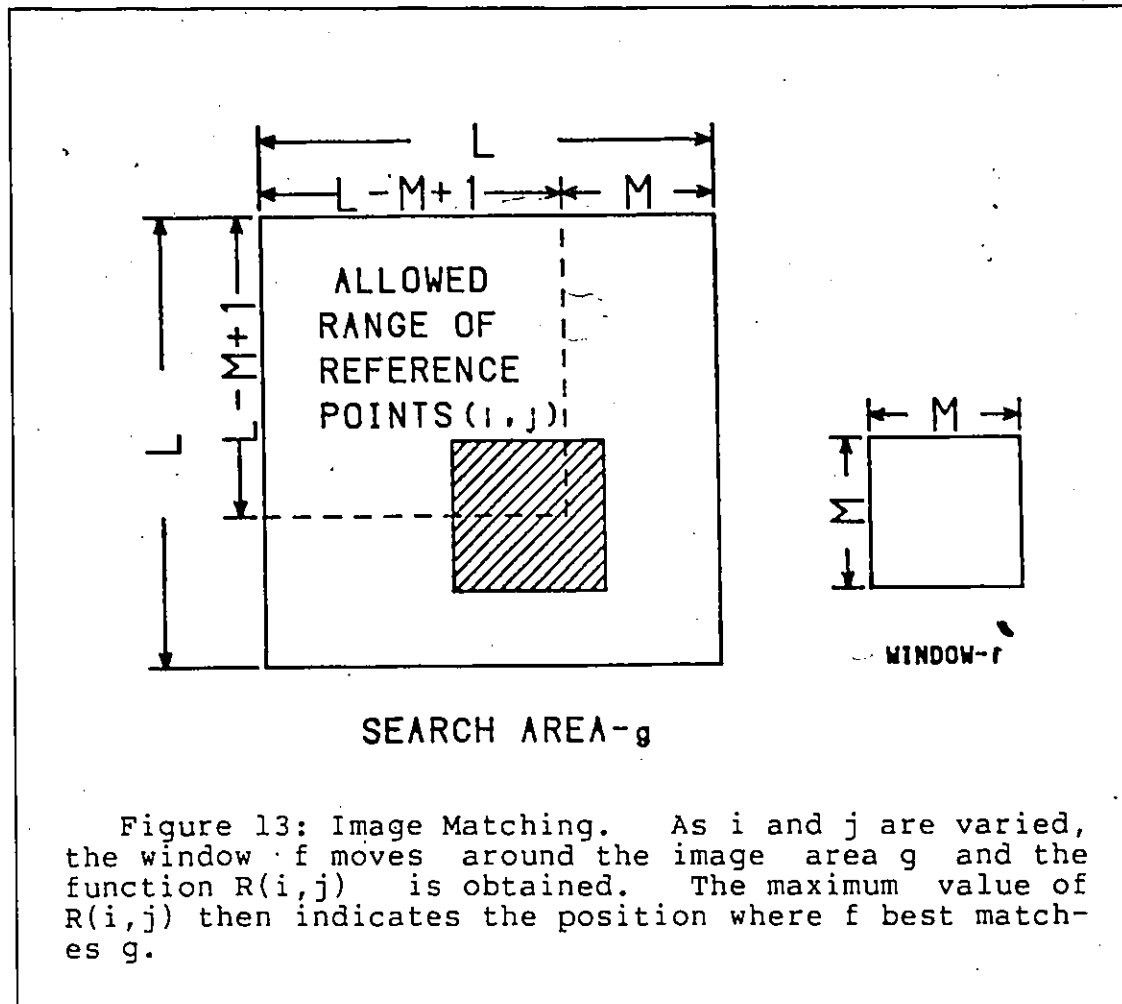 L
L-M+1 M
L
L-M+1
ALLOWED
RANGE OF
REFERENCE
POINTS(i,j)
M
M
WINDOW-f
SEARCH AREA-g
Figure 13: Image Matching. As i and j are varied,
the window f moves around the image area g and the
function R(i,j) is obtained. The maximum value of
R(i,j) then indicates the position where f best match-
es g.